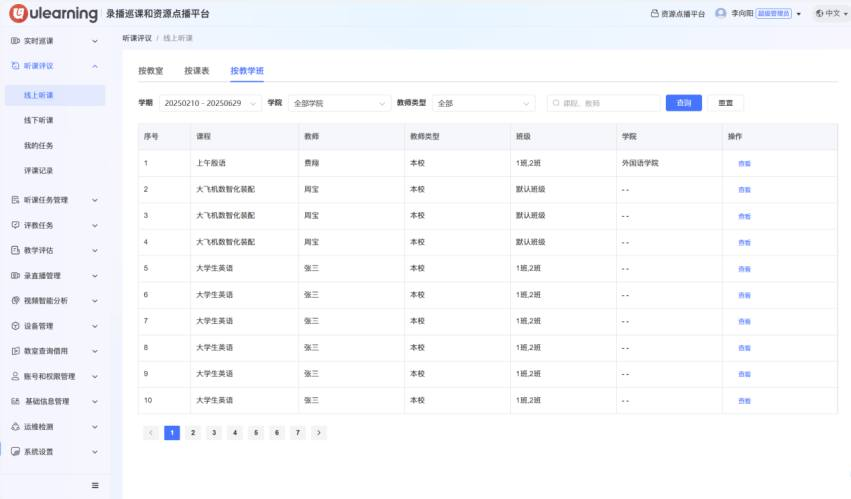 ulearning 录播巡课和资源点播平台 资源点播平台 李向阳 超级管理员 中文
实时巡课
听课评议
线上听课
线下听课
我的任务
评课记录
听课任务管理
评教任务
教学评估
录直播管理
视频智能分析
设备管理
教室查询借用
账号和权限管理
基础信息管理
运维检测
系统设置
听课评议 / 线上听课
按教室 按课表 按教学班
学期 20250210 - 20250629 学院 全部学院 教师类型 全部 课程、教师 查询 重置
序号 课程 教师 教师类型 班级 学院 操作
1 上午殷语 费翔 本校 1班,2班 外国语学院 查看
2 大飞机数智化装配 周宝 本校 默认班级 - - 查看
3 大飞机数智化装配 周宝 本校 默认班级 - - 查看
4 大飞机数智化装配 周宝 本校 默认班级 - - 查看
5 大学生英语 张三 本校 1班,2班 - - 查看
6 大学生英语 张三 本校 1班,2班 - - 查看
7 大学生英语 张三 本校 1班,2班 - - 查看
8 大学生英语 张三 本校 1班,2班 - - 查看
9 大学生英语 张三 本校 1班,2班 - - 查看
10 大学生英语 张三 本校 1班,2班 - - 查看
< 1 2 3 4 5 6 7 >